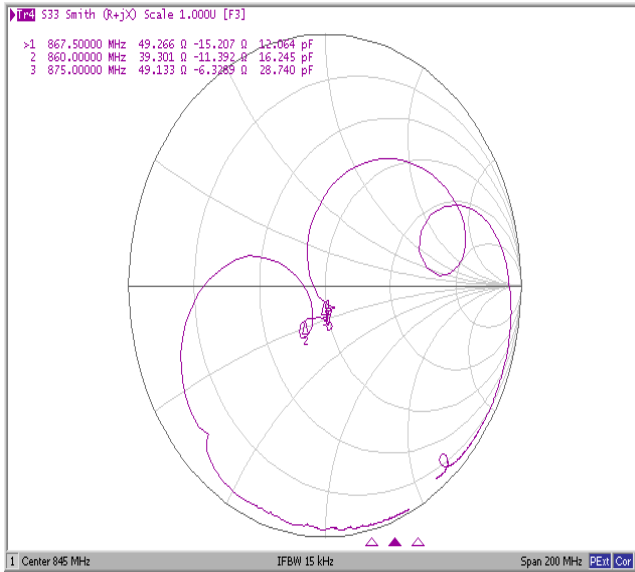 Tr4 S33 Smith (R+jX) Scale 1.000U [F3]
>1 867.50000 MHz 49.266 Ω -15.207 Ω 12.064 pF
2 860.00000 MHz 39.301 Ω -11.392 Ω 16.245 pF
3 875.00000 MHz 49.133 Ω -6.3289 Ω 28.740 pF
2
1 Center 845 MHz IFBW 15 kHz Span 200 MHz PExt Cor